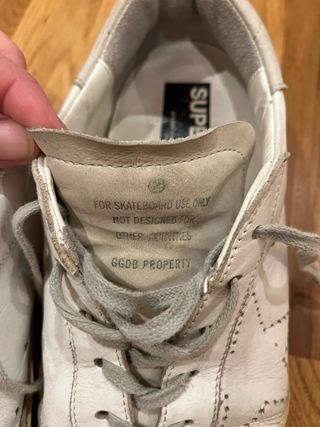 SUP
FOR SKATEBOARD USE ONLY
NOT DESIGNED FOR
OTHER ACTIVITIES
GGDB PROPERTY